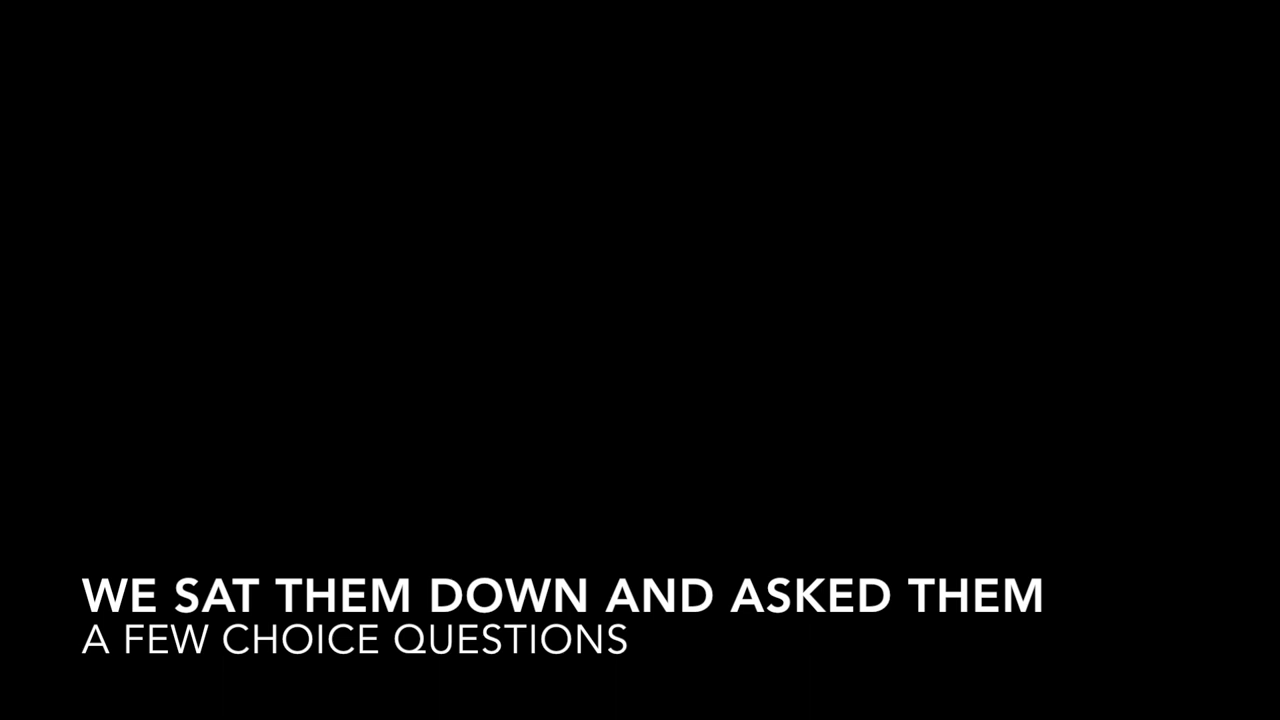 WE SAT THEM DOWN AND ASKED THEM
A FEW CHOICE QUESTIONS